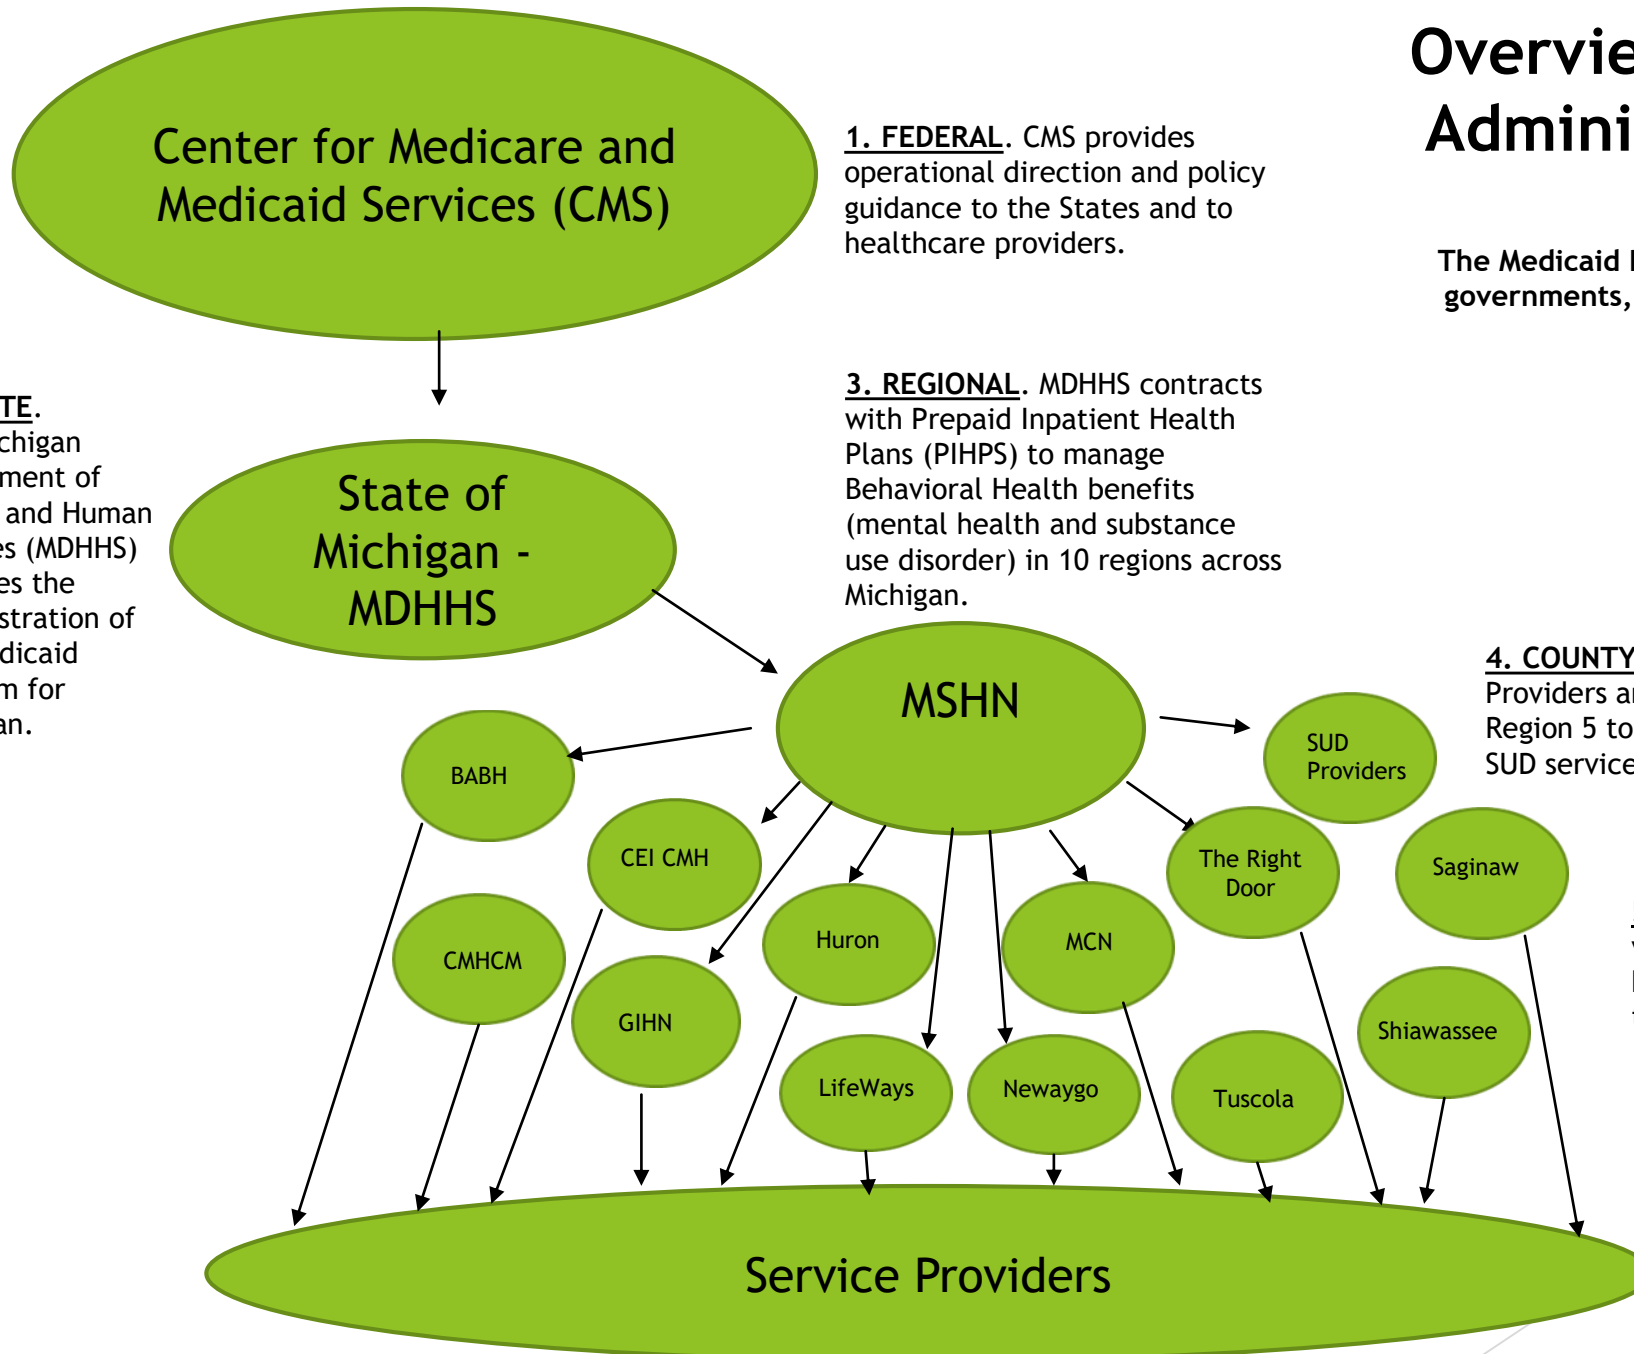 Center for Medicare and
Medicaid Services (CMS)
1. FEDERAL. CMS provides
operational direction and policy
guidance to the States and to
healthcare providers.
Overvie
Admini
The Medicaid
governments,
TE.
chigan
ment of
and Human
es (MDHHS)
es the
stration of
dicaid
m for
an.
State of
Michigan -
MDHHS
3. REGIONAL. MDHHS contracts
with Prepaid Inpatient Health
Plans (PIHPS) to manage
Behavioral Health benefits
(mental health and substance
use disorder) in 10 regions across
Michigan.
MSHN
4. COUNTY
Providers a
Region 5 to
SUD service
SUD
Providers
BABH
CEI CMH
The Right
Door
Saginaw
CMHCM
Huron
MCN
GIHN
Shiawassee
LifeWays
Newaygo
Tuscola
Service Providers